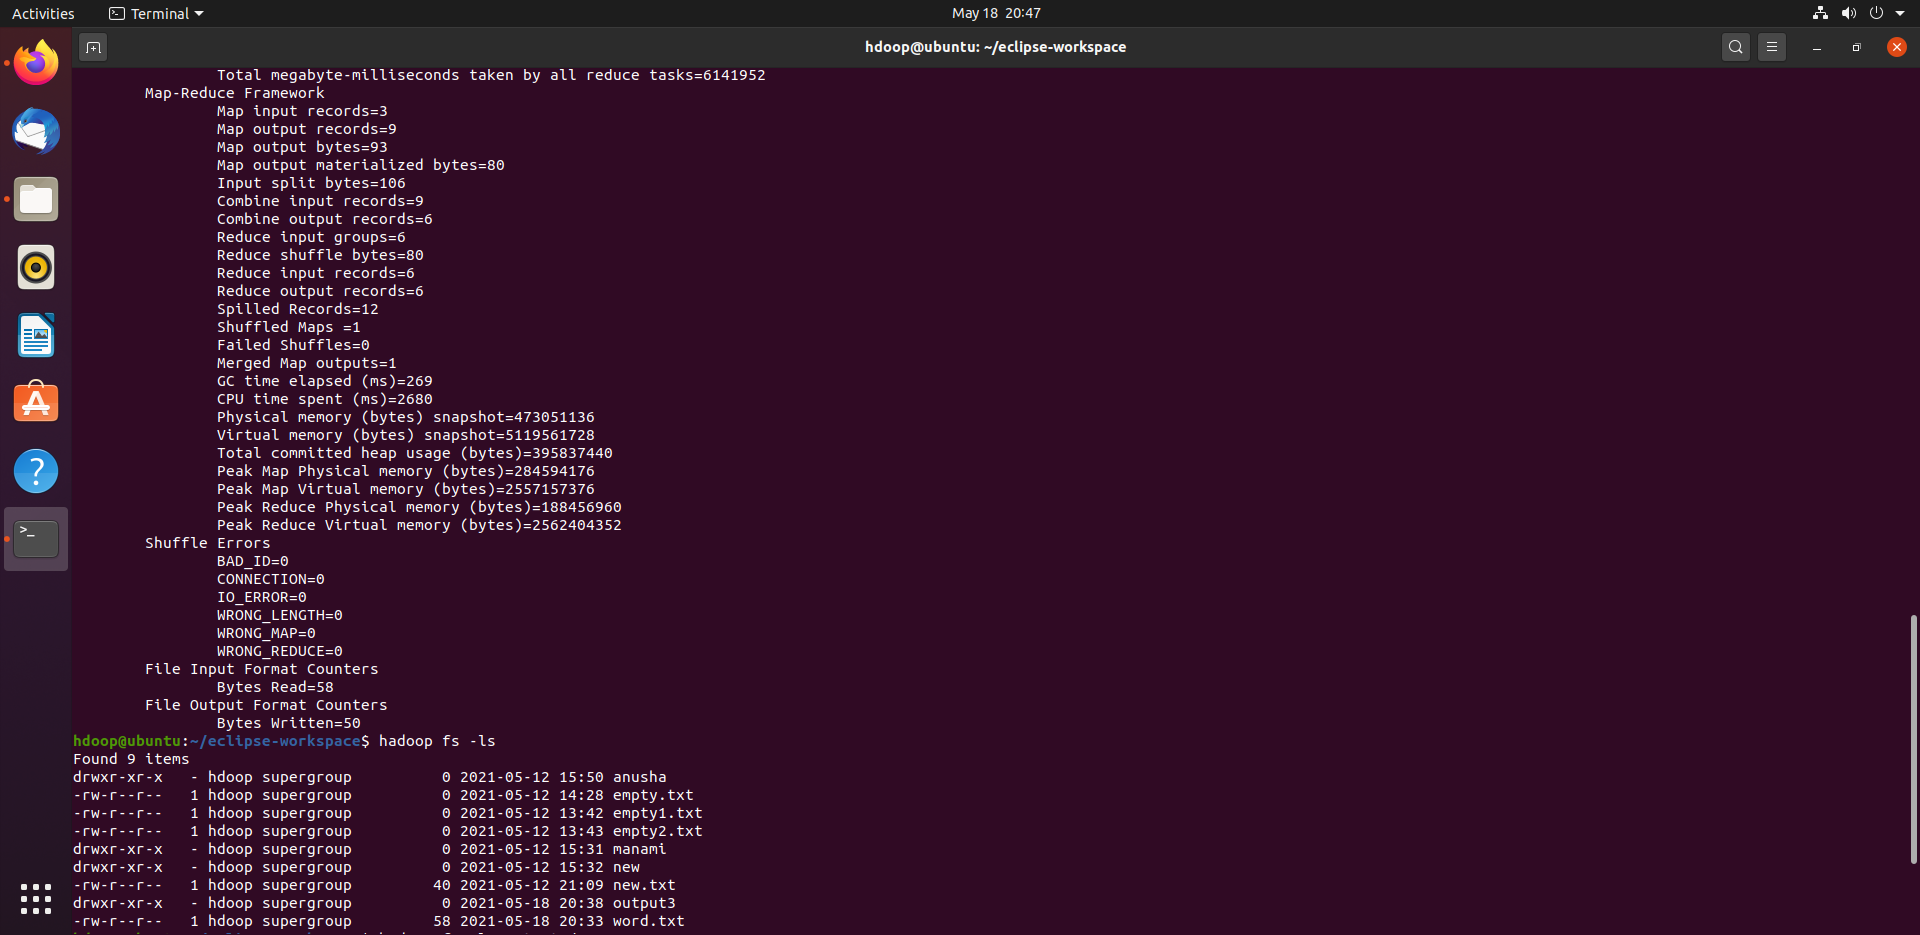 Activities
Terminal
May 18 20:47
hdoop@ubuntu: ~/eclipse-workspace
Total megabyte-milliseconds taken by all reduce tasks=6141952
Map-Reduce Framework
Map input records=3
Map output records=9
Map output bytes=93
Map output materialized bytes=80
Input split bytes=106
Combine input records=9
Combine output records=6
Reduce input groups=6
Reduce shuffle bytes=80
Reduce input records=6
Reduce output records=6
Spilled Records=12
Shuffled Maps =1
Failed Shuffles=0
Merged Map outputs=1
GC time elapsed (ms)=269
CPU time spent (ms)=2680
Physical memory (bytes) snapshot=473051136
Virtual memory (bytes) snapshot=5119561728
Total committed heap usage (bytes)=395837440
Peak Map Physical memory (bytes)=284594176
Peak Map Virtual memory (bytes)=2557157376
Peak Reduce Physical memory (bytes)=188456960
Peak Reduce Virtual memory (bytes)=2562404352
Shuffle Errors
BAD_ID=0
CONNECTION=0
IO_ERROR=0
WRONG_LENGTH=0
WRONG_MAP=0
WRONG_REDUCE=0
File Input Format Counters
Bytes Read=58
File Output Format Counters
Bytes Written=50
hdoop@ubuntu:~/eclipse-workspace$ hadoop fs -ls
Found 9 items
drwxr-xr-x   - hdoop supergroup          0 2021-05-12 15:50 anusha
-rw-r--r--   1 hdoop supergroup          0 2021-05-12 14:28 empty.txt
-rw-r--r--   1 hdoop supergroup          0 2021-05-12 13:42 empty1.txt
-rw-r--r--   1 hdoop supergroup          0 2021-05-12 13:43 empty2.txt
drwxr-xr-x   - hdoop supergroup          0 2021-05-12 15:31 manami
drwxr-xr-x   - hdoop supergroup          0 2021-05-12 15:32 new
-rw-r--r--   1 hdoop supergroup         40 2021-05-12 21:09 new.txt
drwxr-xr-x   - hdoop supergroup          0 2021-05-18 20:38 output3
-rw-r--r--   1 hdoop supergroup         58 2021-05-18 20:33 word.txt